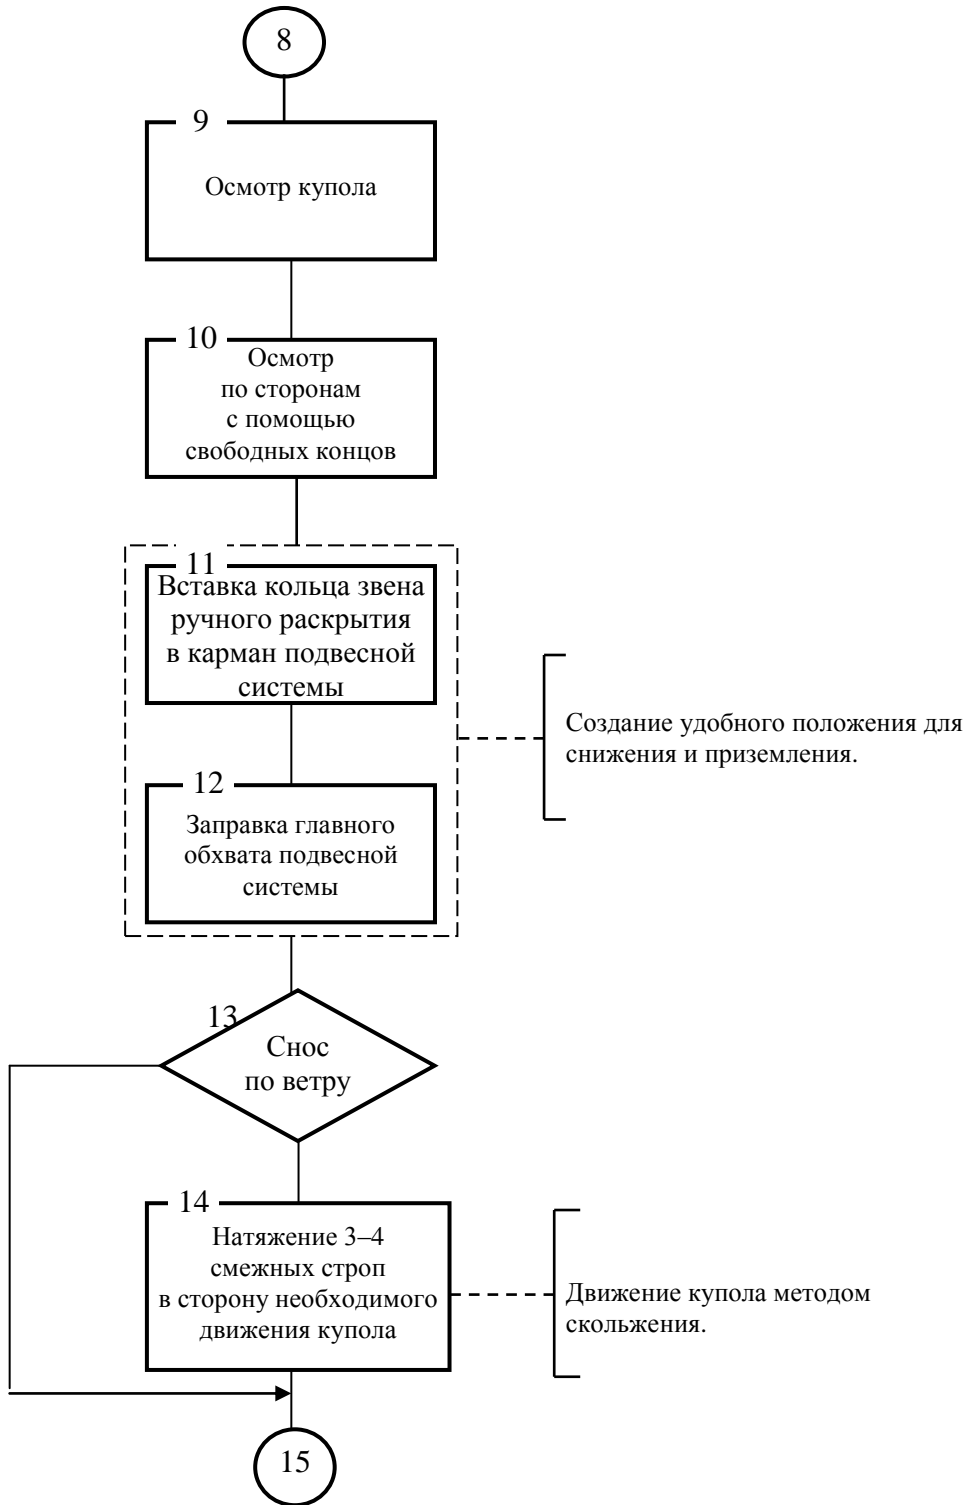 8
9
Осмотр купола
10
Осмотр
по сторонам
с помощью
свободных концов
11
Вставка кольца звена
ручного раскрытия
в карман подвесной
системы
Создание удобного положения для
снижения и приземления.
12
Заправка главного
обхвата подвесной
системы
13
Снос
по ветру
14
Натяжение 3–4
смежных строп
в сторону необходимого
движения купола
Движение купола методом
скольжения.
15